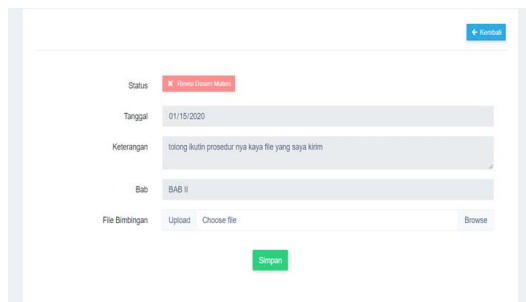 ← Kembali
Status ✖ Revisi Dosen Materi
Tanggal 01/15/2020
Keterangan tolong ikutin prosedur nya kaya file yang saya kirim
Bab BAB II
File Bimbingan Upload Choose file Browse
Simpan